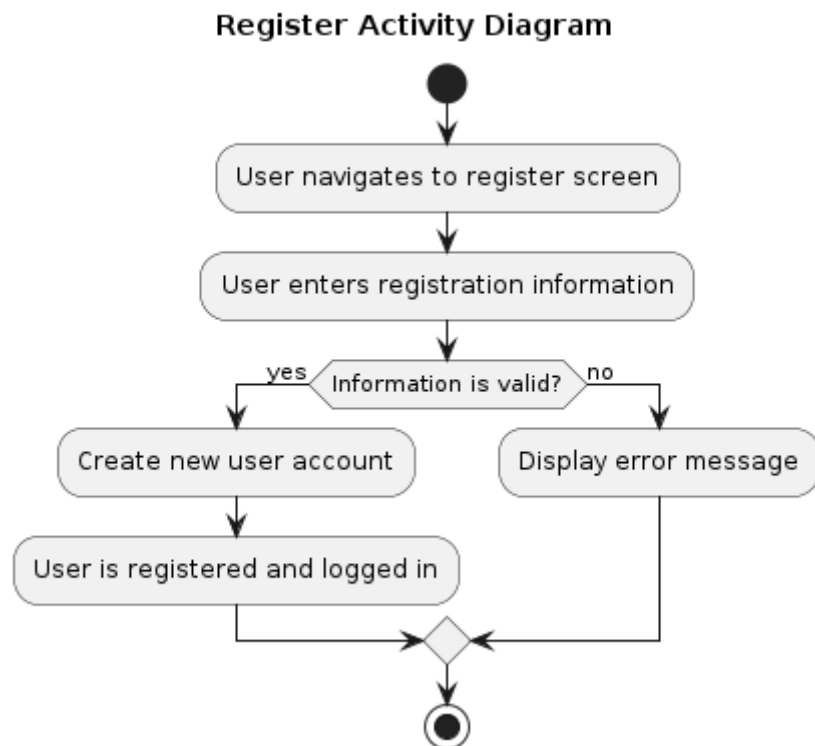 Register Activity Diagram
User navigates to register screen
User enters registration information
yes
Information is valid?
no
Create new user account
Display error message
User is registered and logged in